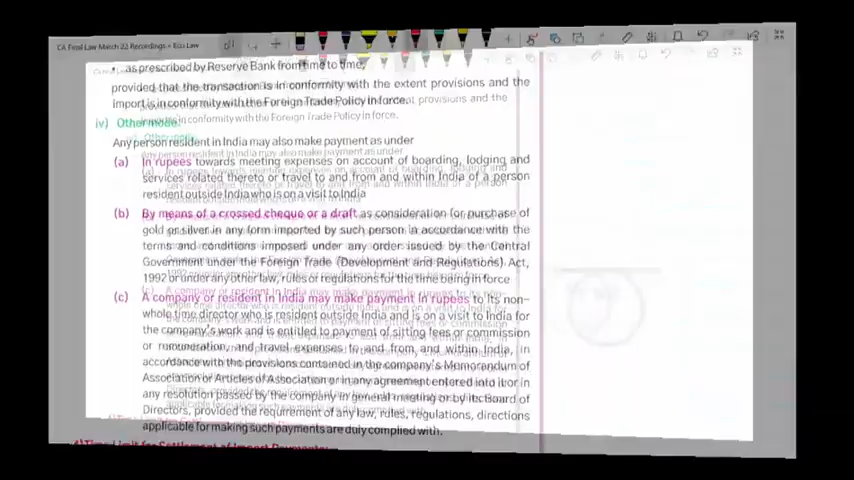 CA Final Law March 22 Recordings + Eco Law
• as prescribed by Reserve Bank from time to time,
provided that the transaction is in conformity with the extent provisions and the
import is in conformity with the Foreign Trade Policy in force.
iv) Other mode:
Any person resident in India may also make payment as under
(a) In rupees towards meeting expenses on account of boarding, lodging and
services related thereto or travel to and from and within India of a person
resident outside India who is on a visit to India
(b) By means of a crossed cheque or a draft as consideration for purchase of
gold or silver in any form imported by such person in accordance with the
terms and conditions imposed under any order issued by the Central
Government under the Foreign Trade (Development and Regulations) Act,
1992 or under any other law, rules or regulations for the time being in force
(c) A company or resident in India may make payment in rupees to its non-
whole time director who is resident outside India and is on a visit to India for
the company's work and is entitled to payment of sitting fees or commission
or remuneration, and travel expenses to and from and within India, in
accordance with the provisions contained in the company's Memorandum of
Association or Articles of Association or in any agreement entered into it or in
any resolution passed by the company in general meeting or by its Board of
Directors, provided the requirement of any law, rules, regulations, directions
applicable for making such payments are duly complied with.
Time Limit for Settlement of Import Payments: